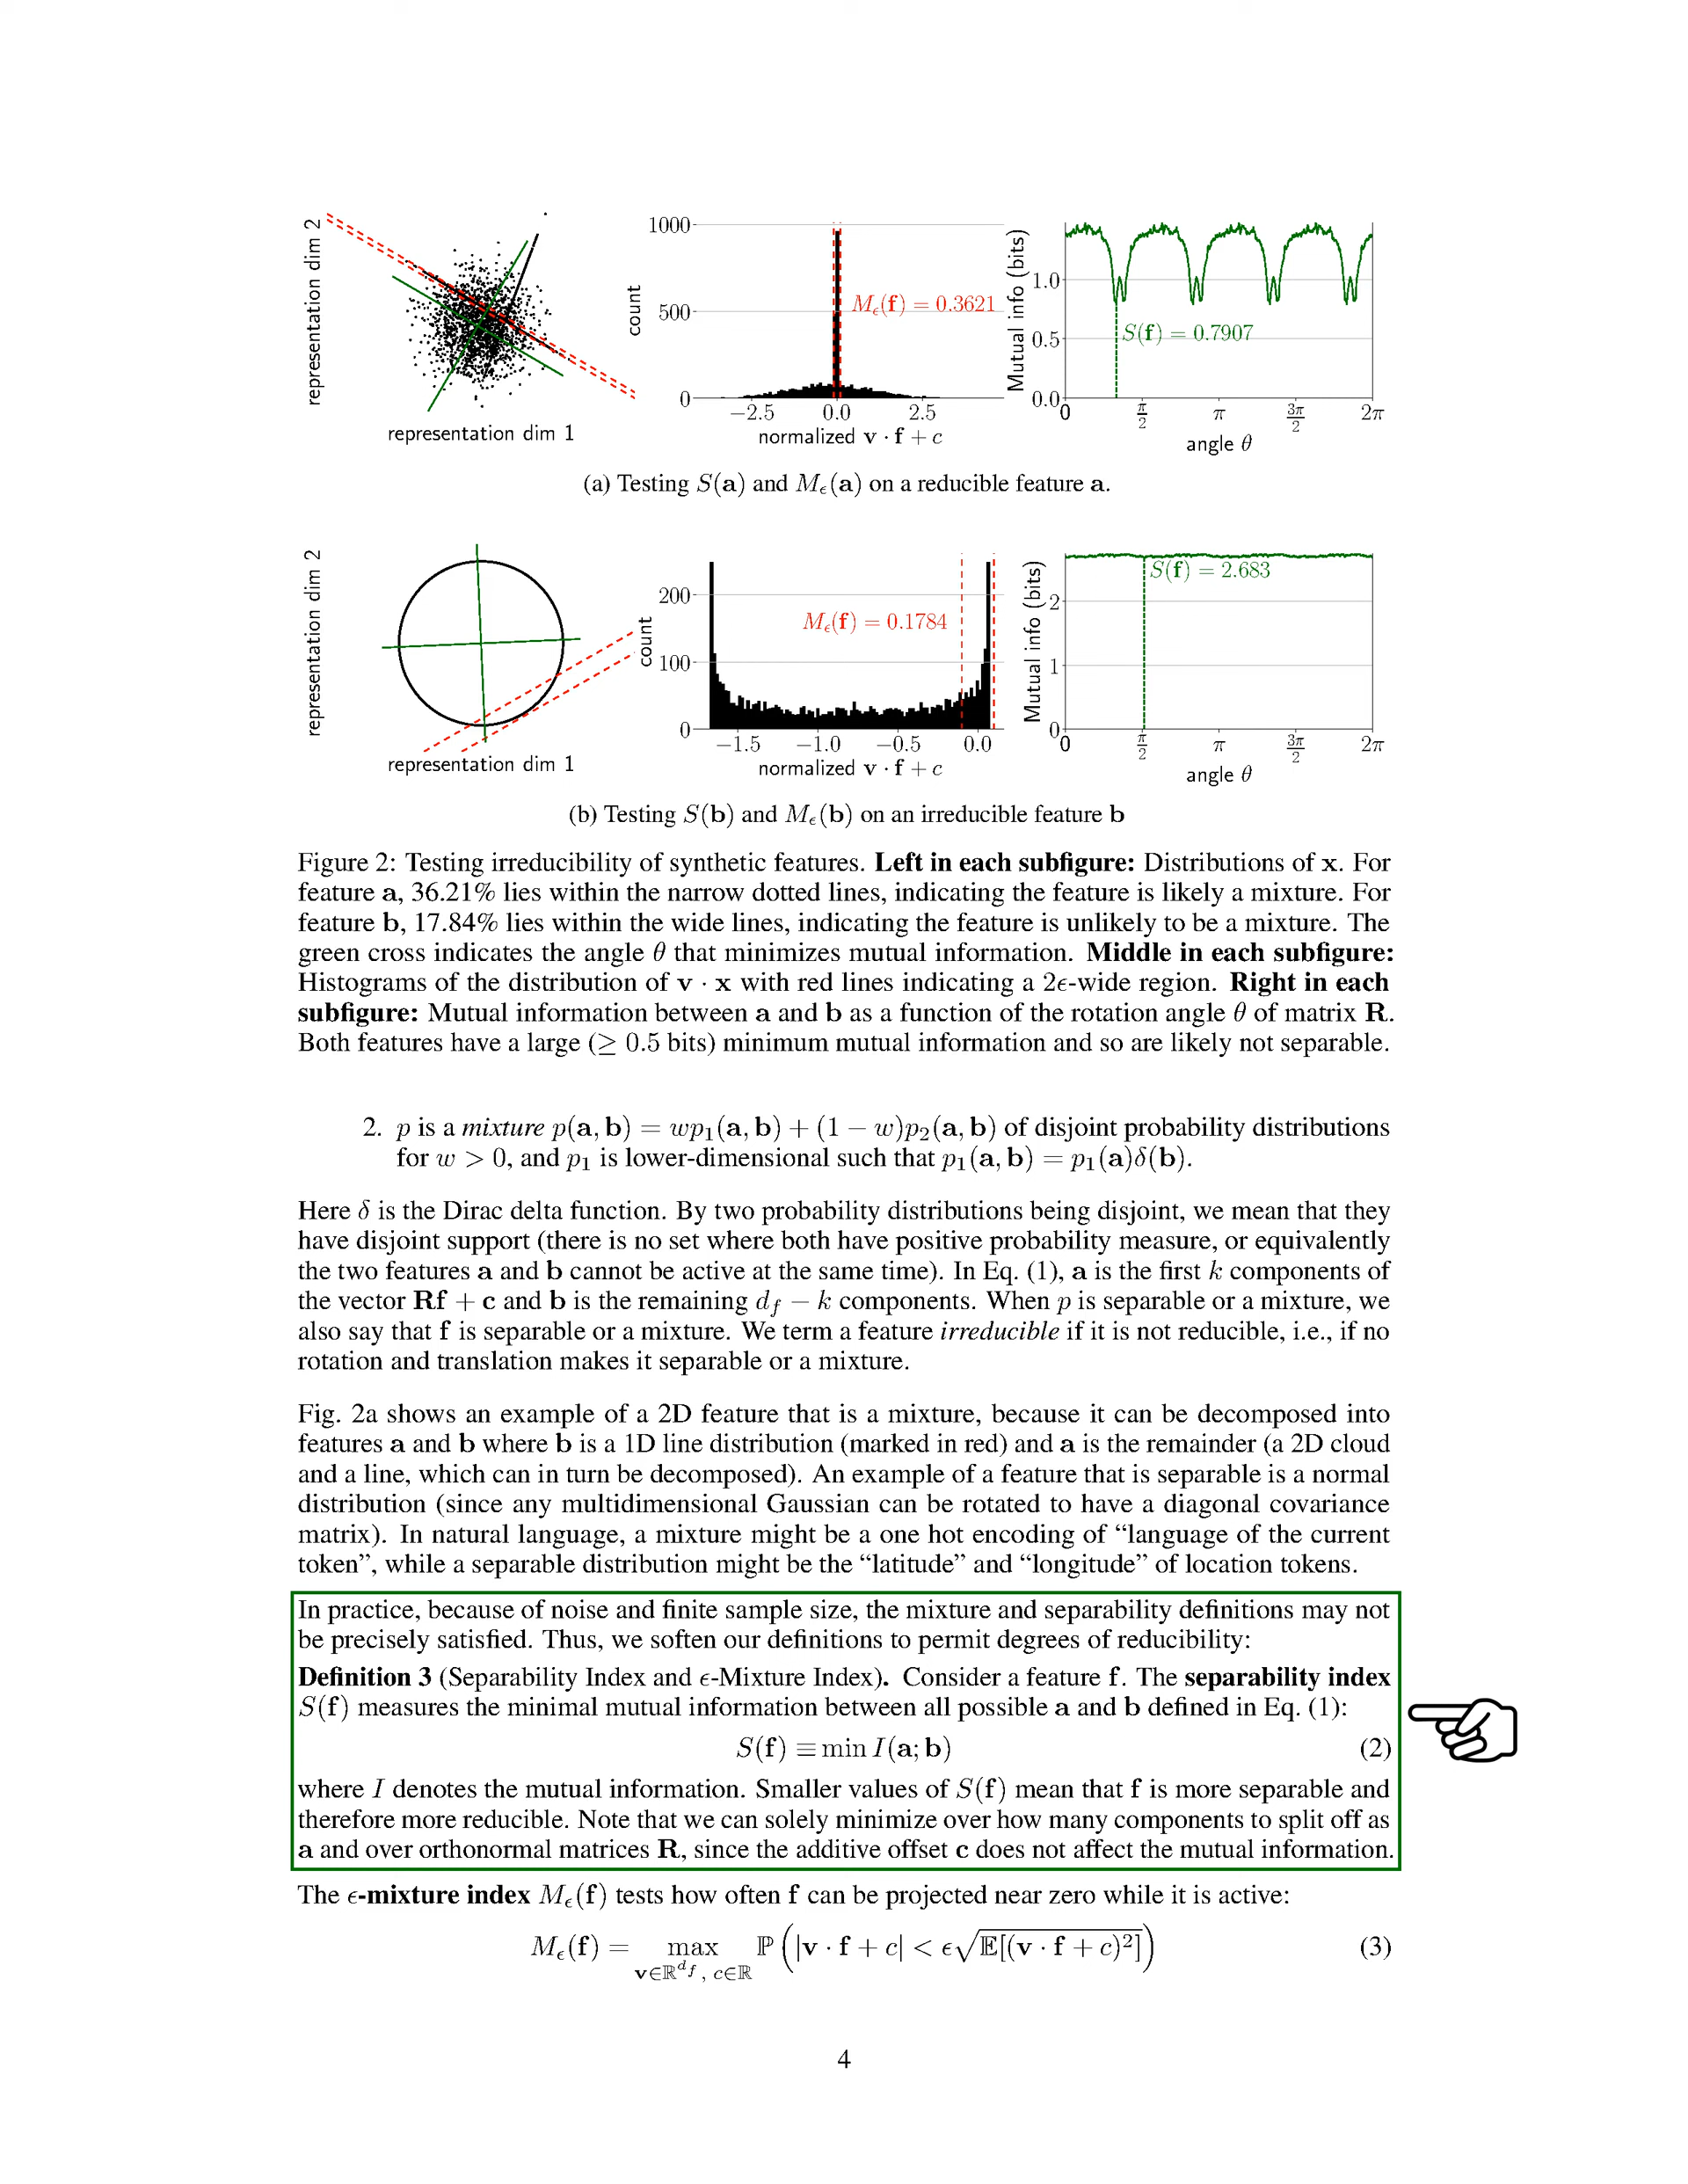 representation dim 2
representation dim 1
1000
500
0
count
−2.5 0.0 2.5
normalized v · f + c
Mϵ(f) = 0.3621
Mutual info (bits)
1.0
0.5
0.0
0 π/2 π 3π/2 2π
angle θ
S(f) = 0.7907
(a) Testing S(a) and Mϵ(a) on a reducible feature a.
representation dim 2
representation dim 1
200
100
0
count
−1.5 −1.0 −0.5 0.0
normalized v · f + c
Mϵ(f) = 0.1784
Mutual info (bits)
2
1
0
0 π/2 π 3π/2 2π
angle θ
S(f) = 2.683
(b) Testing S(b) and Mϵ(b) on an irreducible feature b
Figure 2: Testing irreducibility of synthetic features. Left in each subfigure: Distributions of x. For
feature a, 36.21% lies within the narrow dotted lines, indicating the feature is likely a mixture. For
feature b, 17.84% lies within the wide lines, indicating the feature is unlikely to be a mixture. The
green cross indicates the angle θ that minimizes mutual information. Middle in each subfigure:
Histograms of the distribution of v · x with red lines indicating a 2ϵ-wide region. Right in each
subfigure: Mutual information between a and b as a function of the rotation angle θ of matrix R.
Both features have a large (≥ 0.5 bits) minimum mutual information and so are likely not separable.
2. p is a mixture p(a, b) = wp₁(a, b) + (1 − w)p₂(a, b) of disjoint probability distributions
for w > 0, and p₁ is lower-dimensional such that p₁(a, b) = p₁(a)δ(b).
Here δ is the Dirac delta function. By two probability distributions being disjoint, we mean that they
have disjoint support (there is no set where both have positive probability measure, or equivalently
the two features a and b cannot be active at the same time). In Eq. (1), a is the first k components of
the vector Rf + c and b is the remaining d_f − k components. When p is separable or a mixture, we
also say that f is separable or a mixture. We term a feature irreducible if it is not reducible, i.e., if no
rotation and translation makes it separable or a mixture.
Fig. 2a shows an example of a 2D feature that is a mixture, because it can be decomposed into
features a and b where b is a 1D line distribution (marked in red) and a is the remainder (a 2D cloud
and a line, which can in turn be decomposed). An example of a feature that is separable is a normal
distribution (since any multidimensional Gaussian can be rotated to have a diagonal covariance
matrix). In natural language, a mixture might be a one hot encoding of “language of the current
token”, while a separable distribution might be the “latitude” and “longitude” of location tokens.
In practice, because of noise and finite sample size, the mixture and separability definitions may not
be precisely satisfied. Thus, we soften our definitions to permit degrees of reducibility:
Definition 3 (Separability Index and ϵ-Mixture Index). Consider a feature f. The separability index
S(f) measures the minimal mutual information between all possible a and b defined in Eq. (1):
S(f) ≡ min I(a; b) (2)
where I denotes the mutual information. Smaller values of S(f) mean that f is more separable and
therefore more reducible. Note that we can solely minimize over how many components to split off as
a and over orthonormal matrices R, since the additive offset c does not affect the mutual information.
The ϵ-mixture index Mϵ(f) tests how often f can be projected near zero while it is active:
Mϵ(f) = max v∈ℝ^{d_f}, c∈ℝ ℙ(|v · f + c| < ϵ√𝔼[(v · f + c)²]) (3)
4